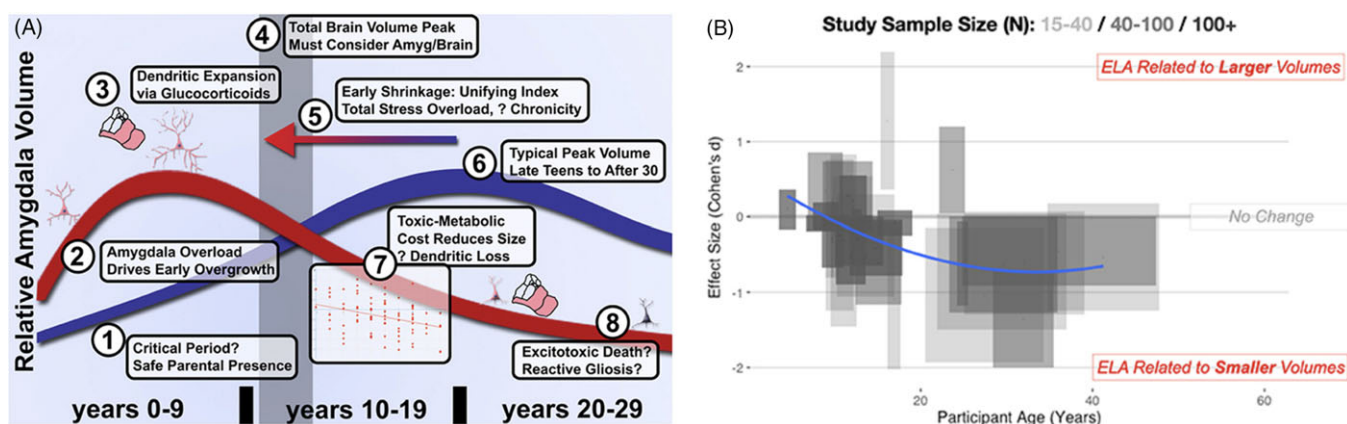 (A)
Relative Amygdala Volume
4
Total Brain Volume Peak
Must Consider Amyg/Brain
3
Dendritic Expansion
via Glucocorticoids
5
Early Shrinkage: Unifying Index
Total Stress Overload, ? Chronicity
6
Typical Peak Volume
Late Teens to After 30
2
Amygdala Overload
Drives Early Overgrowth
7
Toxic-Metabolic
Cost Reduces Size
? Dendritic Loss
1
Critical Period?
Safe Parental Presence
8
Excitotoxic Death?
Reactive Gliosis?
years 0-9
years 10-19
years 20-29
(B)
Study Sample Size (N): 15-40 / 40-100 / 100+
ELA Related to Larger Volumes
Effect Size (Cohen's d)
2
1
0
-1
-2
No Change
ELA Related to Smaller Volumes
20
40
60
Participant Age (Years)